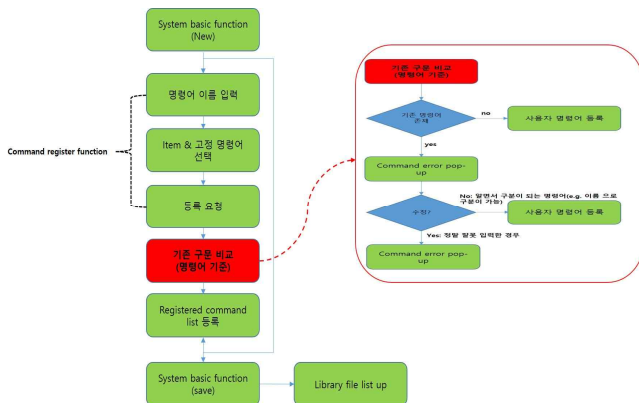 System basic function
(New)
명령어 이름 입력
Item & 고정 명령어
선택
Command register function
등록 요청
기존 구문 비교
(명령어 기준)
Registered command
list 등록
System basic function
(save)
Library file list up
기존 구문 비교
(명령어 기준)
기존 명령어
존재
no
사용자 명령어 등록
yes
Command error pop-
up
No: 알면서 구분이 되는 명령어(e.g. 이름 으로
구분이 가능)
수정?
사용자 명령어 등록
Yes: 정말 잘못 입력한 경우
Command error pop-
up